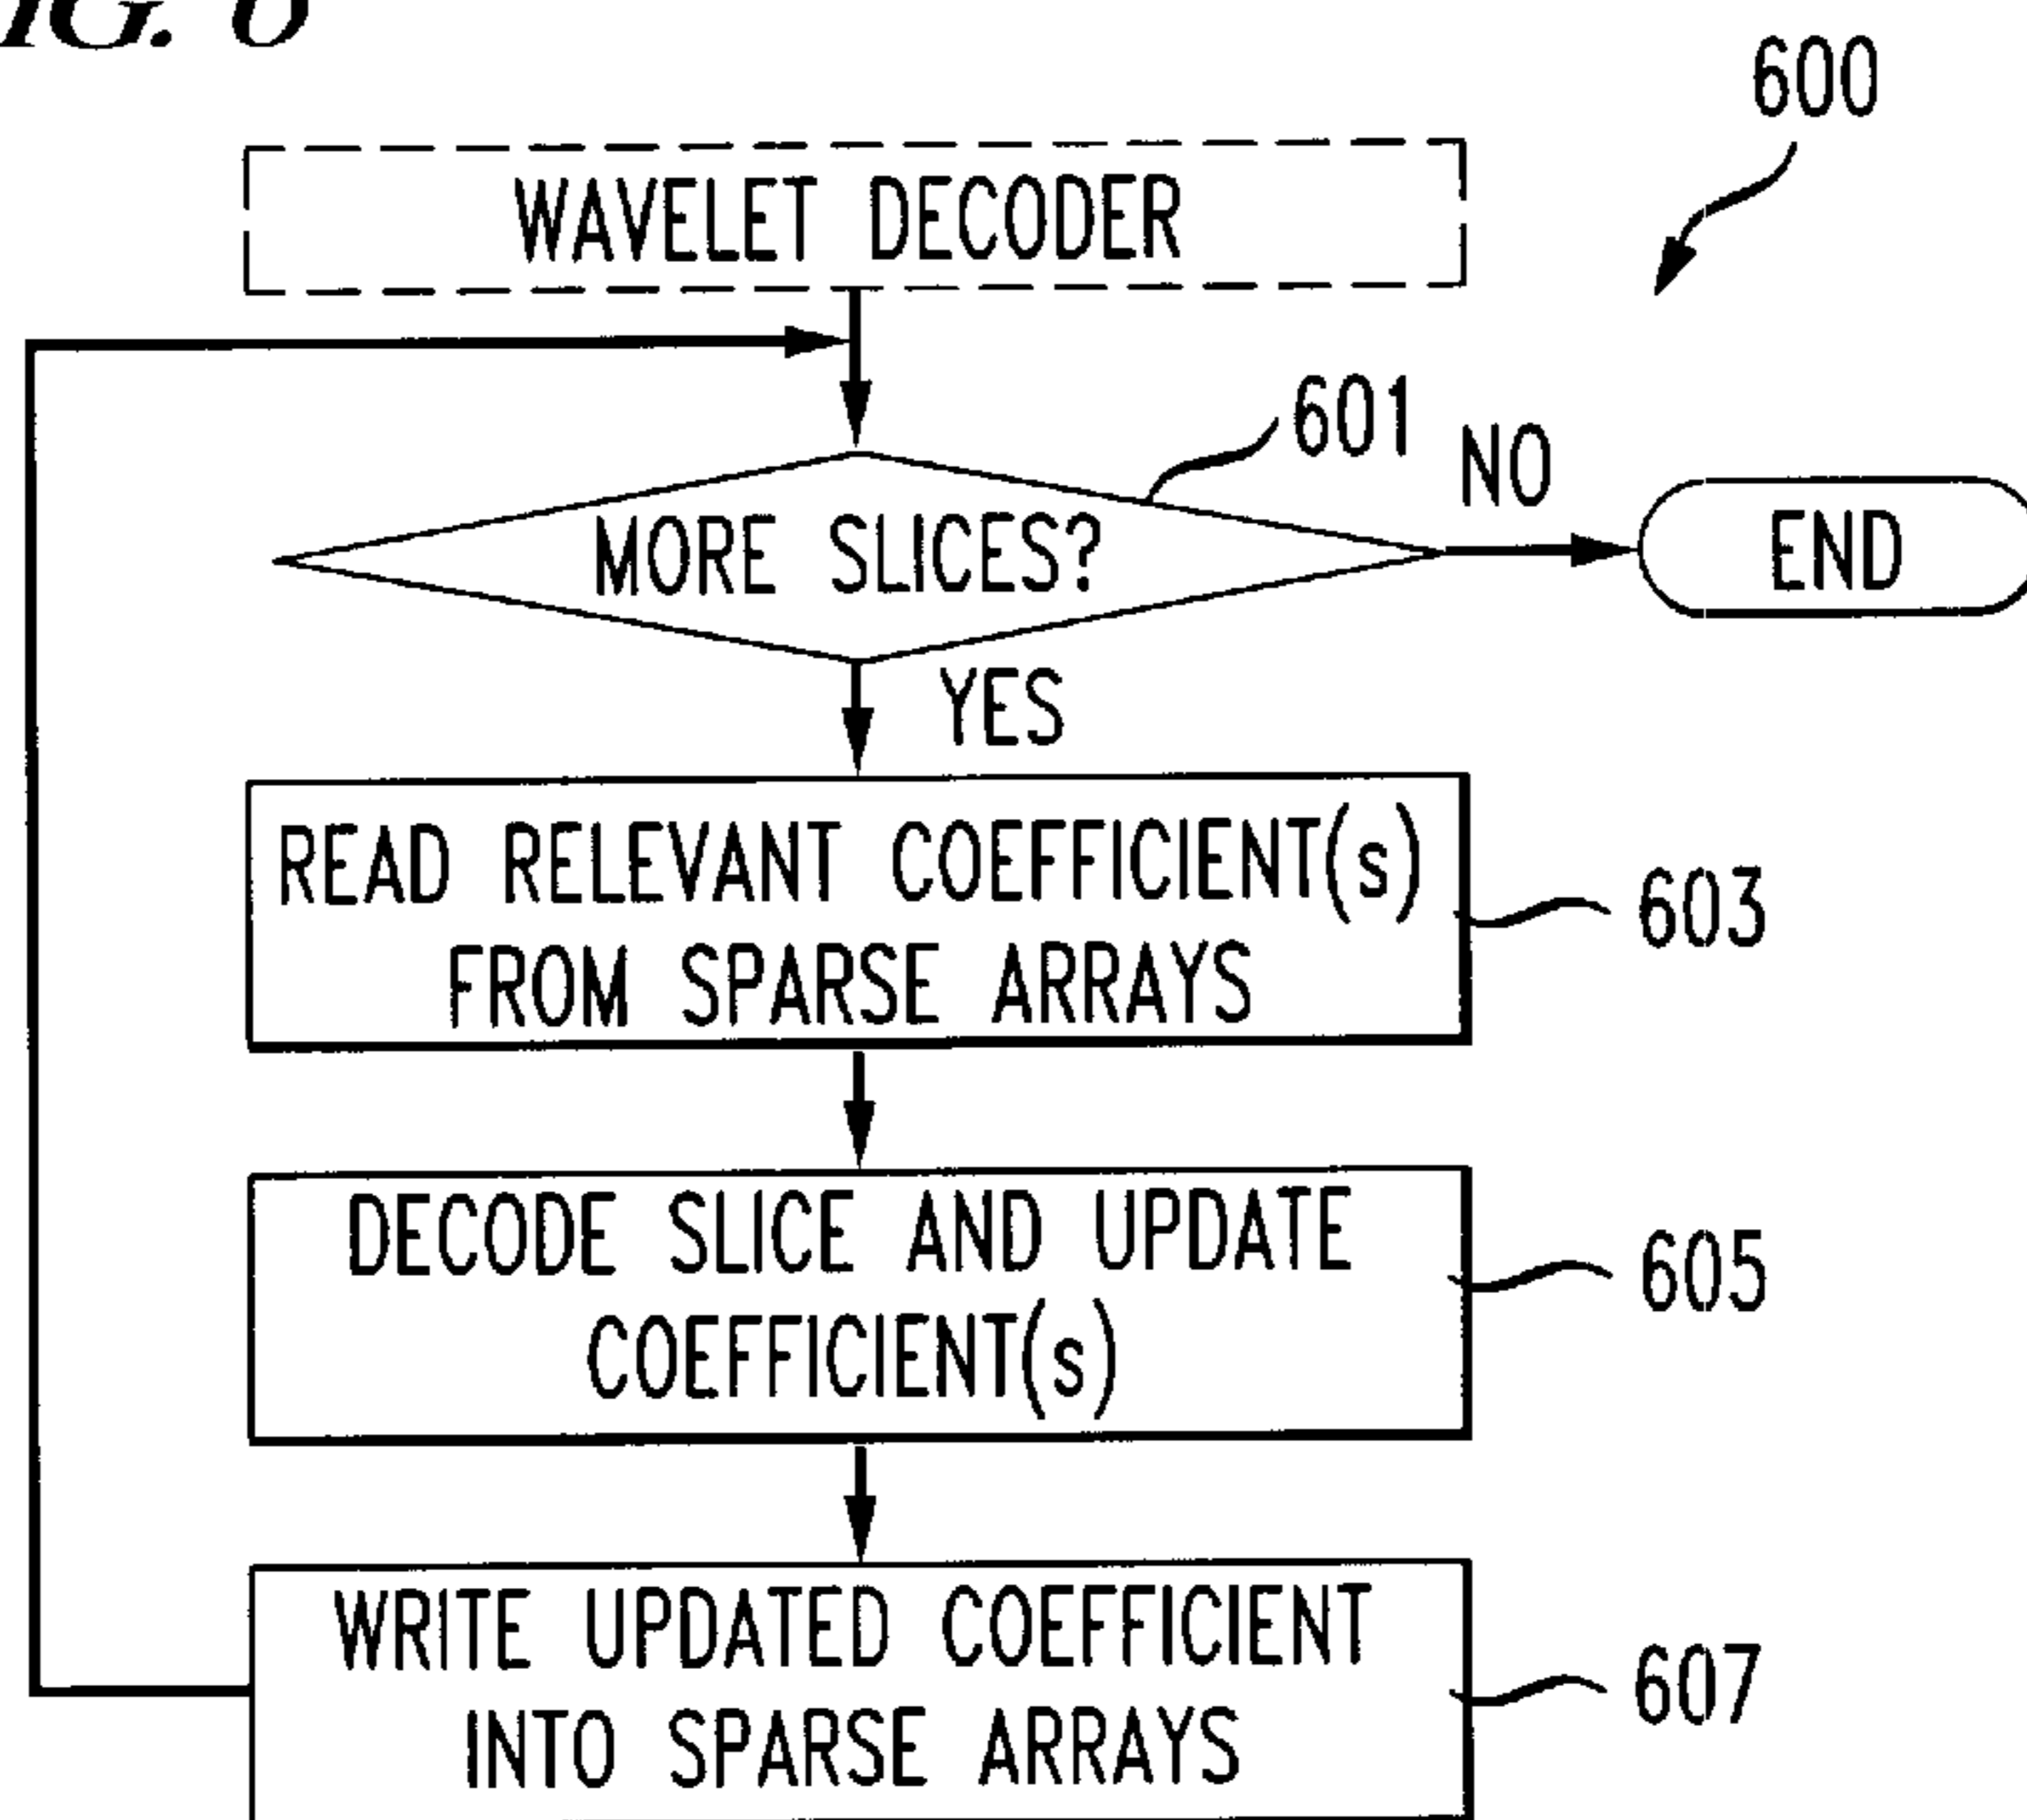 FIG. 6
600
WAVELET DECODER
601
NO
MORE SLICES?
END
YES
READ RELEVANT COEFFICIENT(s)
FROM SPARSE ARRAYS
603
DECODE SLICE AND UPDATE
COEFFICIENT(s)
605
WRITE UPDATED COEFFICIENT
INTO SPARSE ARRAYS
607